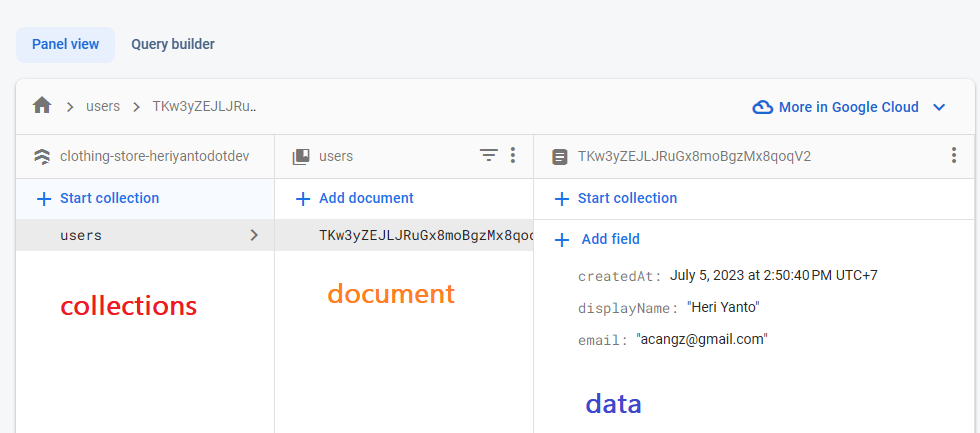 Panel view Query builder
users TKw3yZEJLJRu.. More in Google Cloud
clothing-store-heriyantodotdev users TKw3yZEJLJRuGx8moBgzMx8qoqV2
Start collection Add document Start collection
users TKw3yZEJLJRuGx8moBgzMx8qoc
Add field
createdAt: July 5, 2023 at 2:50:40 PM UTC+7
displayName: "Heri Yanto"
email: "acangz@gmail.com"
collections document data